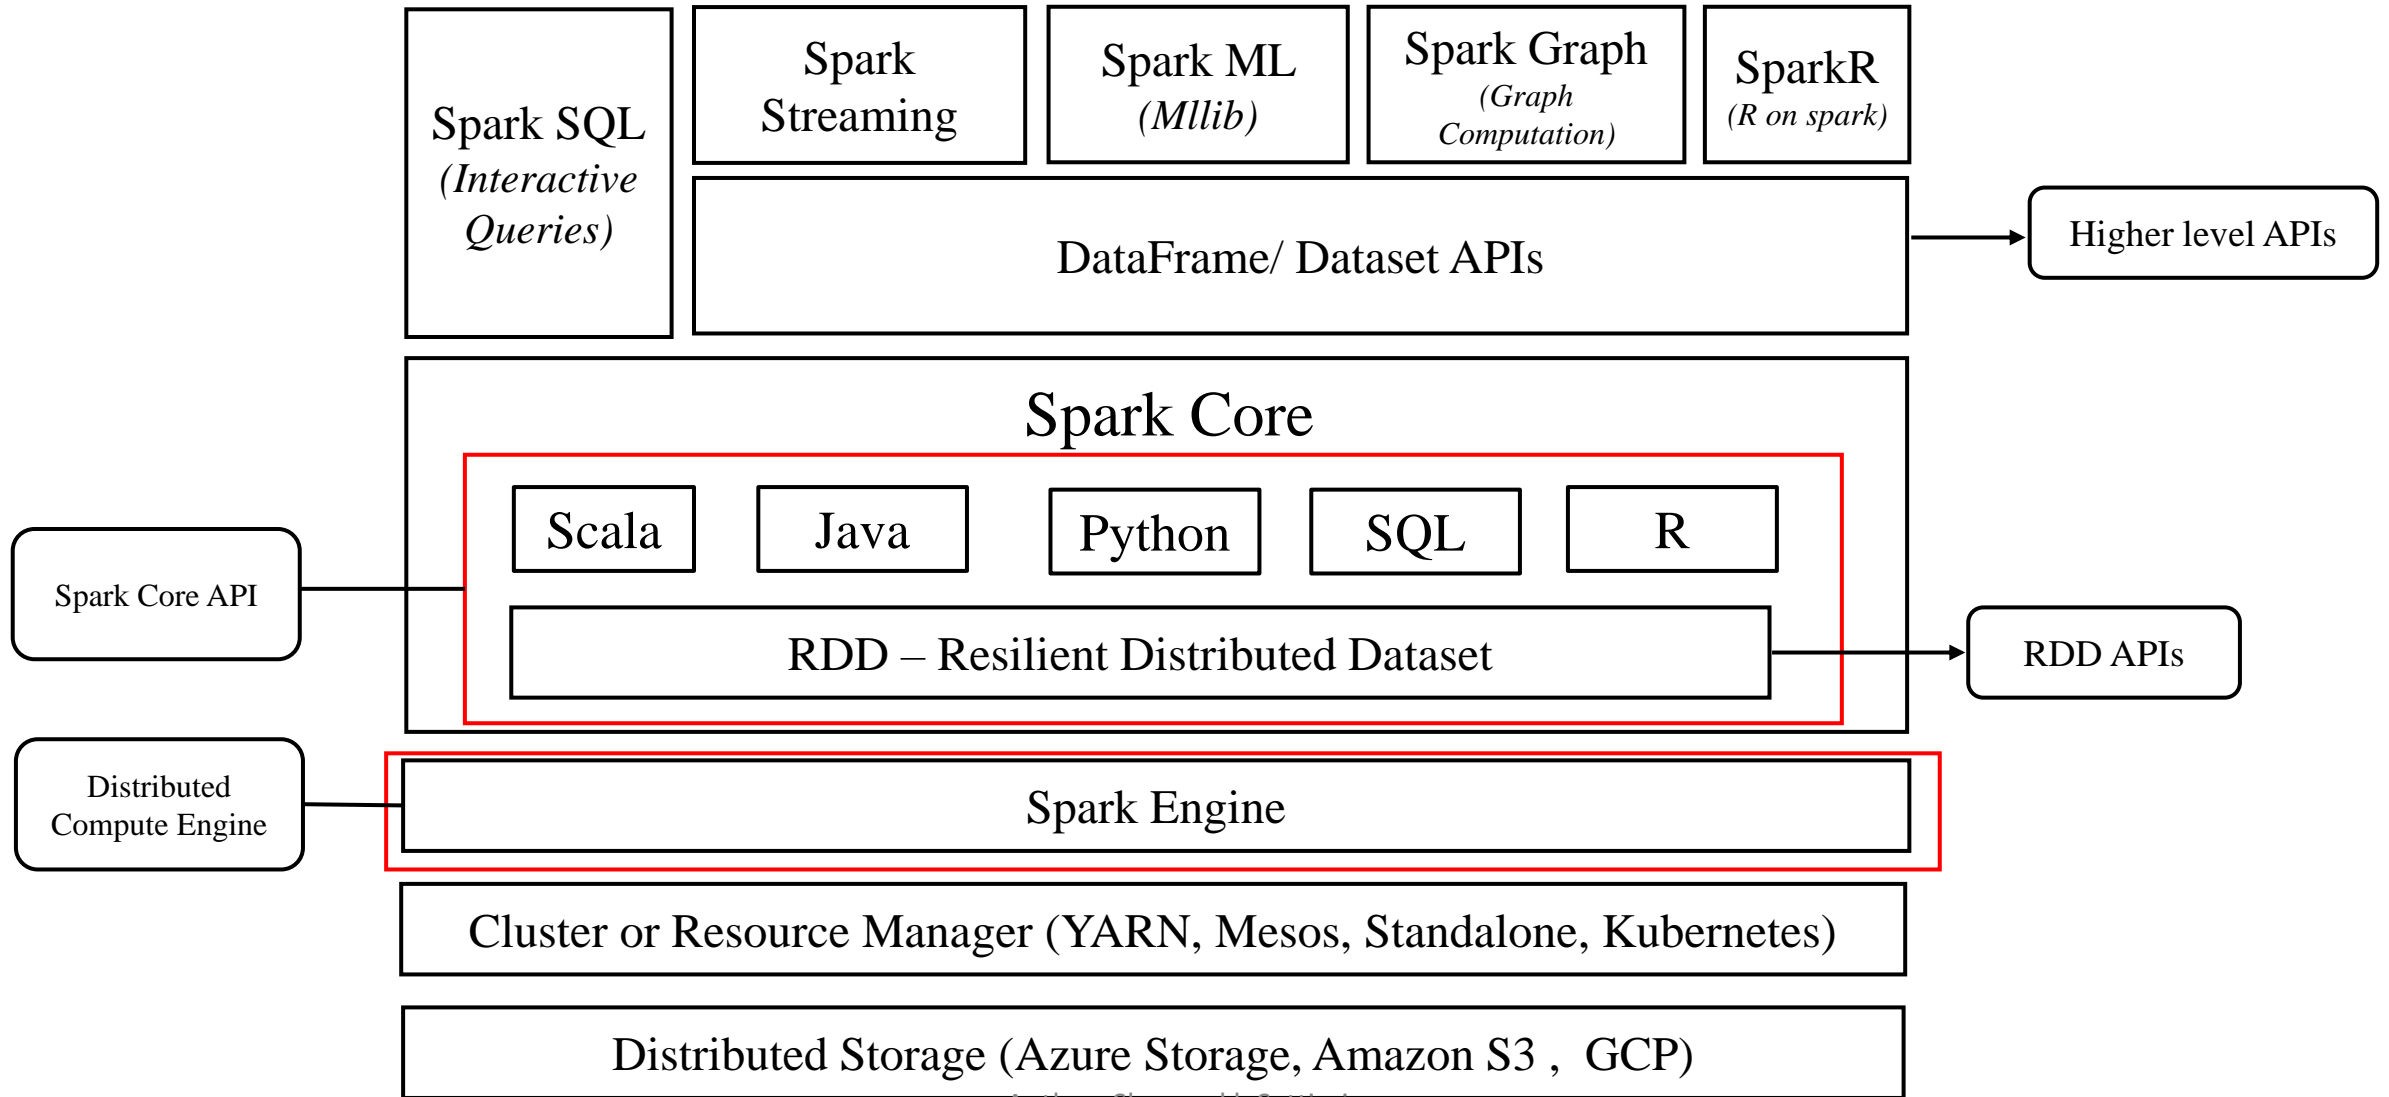 Spark SQL
(Interactive
Queries)
Spark
Streaming
Spark ML
(Mllib)
Spark Graph
(Graph
Computation)
SparkR
(R on spark)
DataFrame/ Dataset APIs
Higher level APIs
Spark Core
Scala
Java
Python
SQL
R
Spark Core API
RDD – Resilient Distributed Dataset
RDD APIs
Distributed
Compute Engine
Spark Engine
Cluster or Resource Manager (YARN, Mesos, Standalone, Kubernetes)
Distributed Storage (Azure Storage, Amazon S3 , GCP)